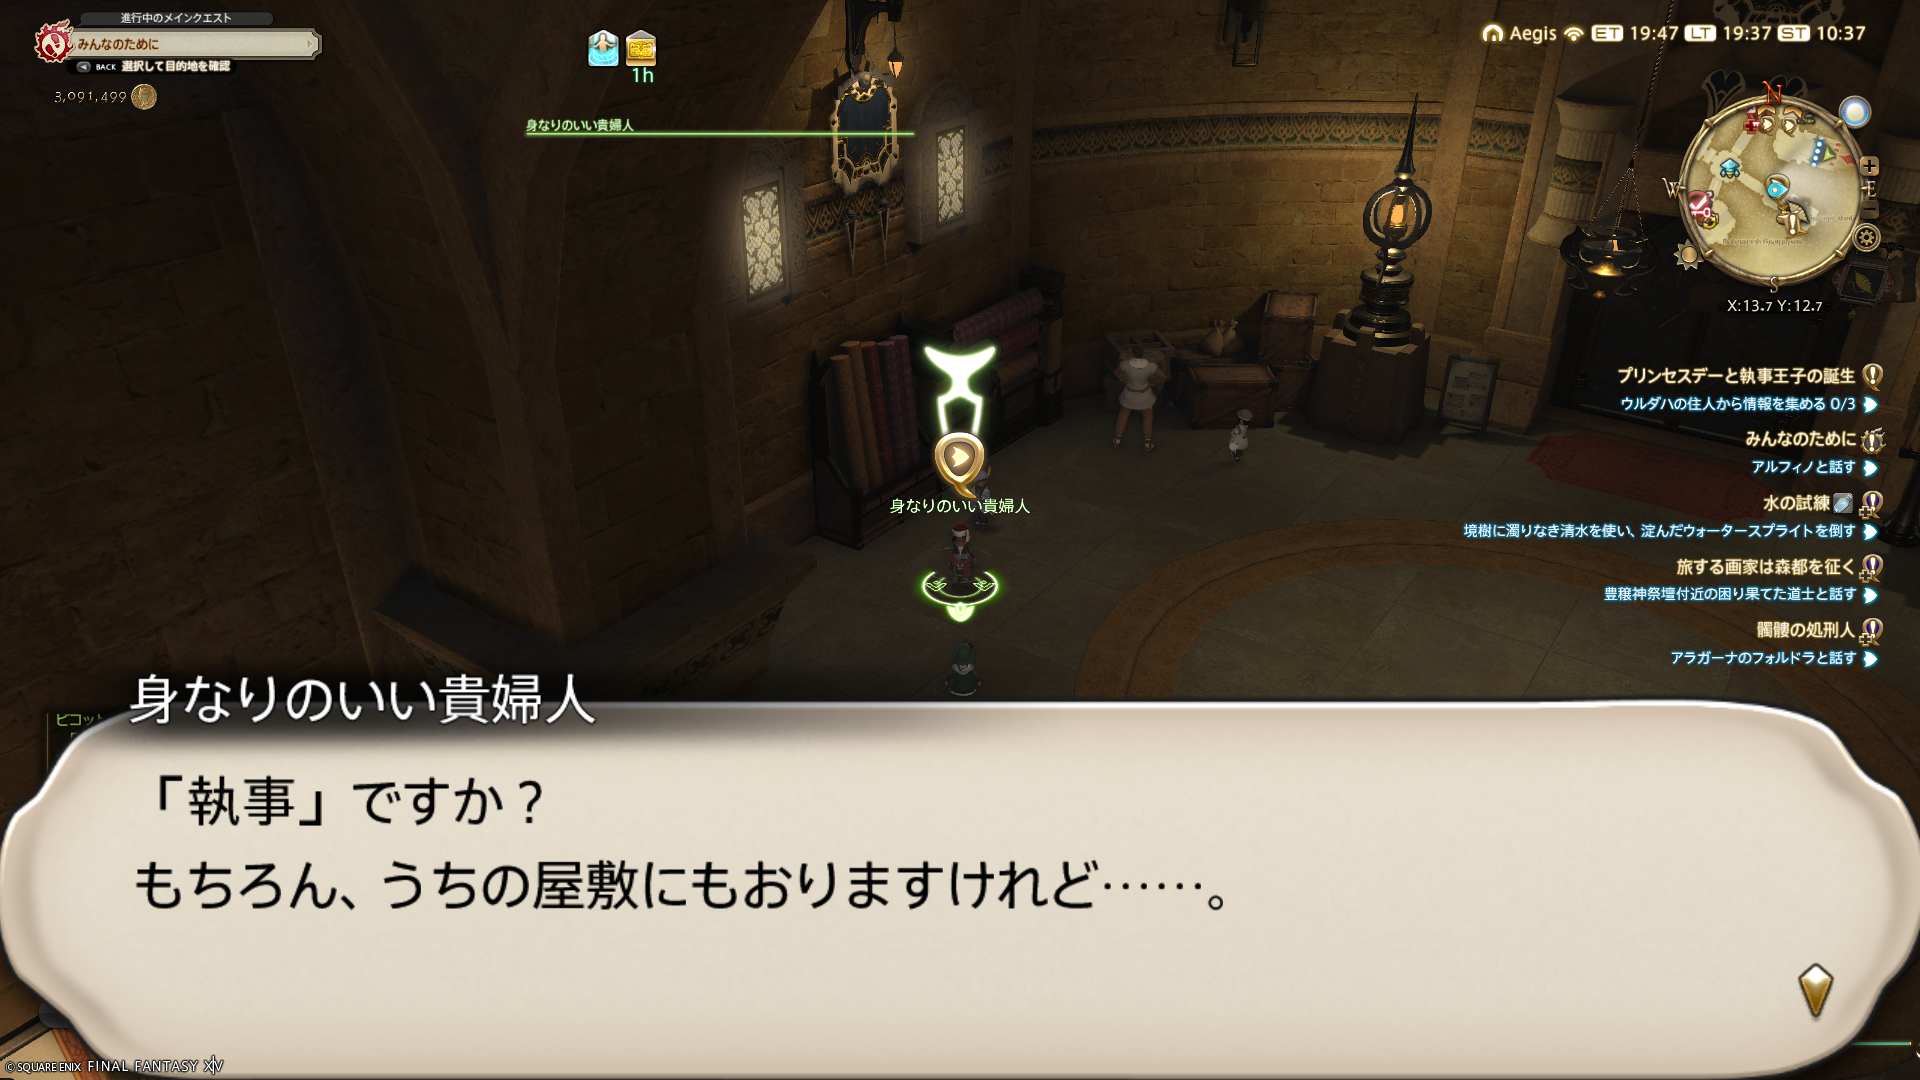 進行中のメインクエスト
みんなのために
BACK 選択して目的地を確認
3,091,499
1h
身なりのいい貴婦人
Aegis ET 19:47 LT 19:37 ST 10:37
N
W
E
S
X:13.7 Y:12.7
プリンセスデーと執事王子の誕生
ウルダハの住人から情報を集める 0/3
みんなのために
アルフィノと話す
水の試練
境樹に濁りなき清水を使い、淀んだウォータースプライトを倒す
旅する画家は森都を征く
豊穣神祭壇付近の困り果てた道士と話す
髑髏の処刑人
アラガーナのフォルドラと話す
身なりのいい貴婦人
身なりのいい貴婦人
「執事」ですか？
もちろん、うちの屋敷にもおりますけれど……。
© SQUARE ENIX FINAL FANTASY XIV